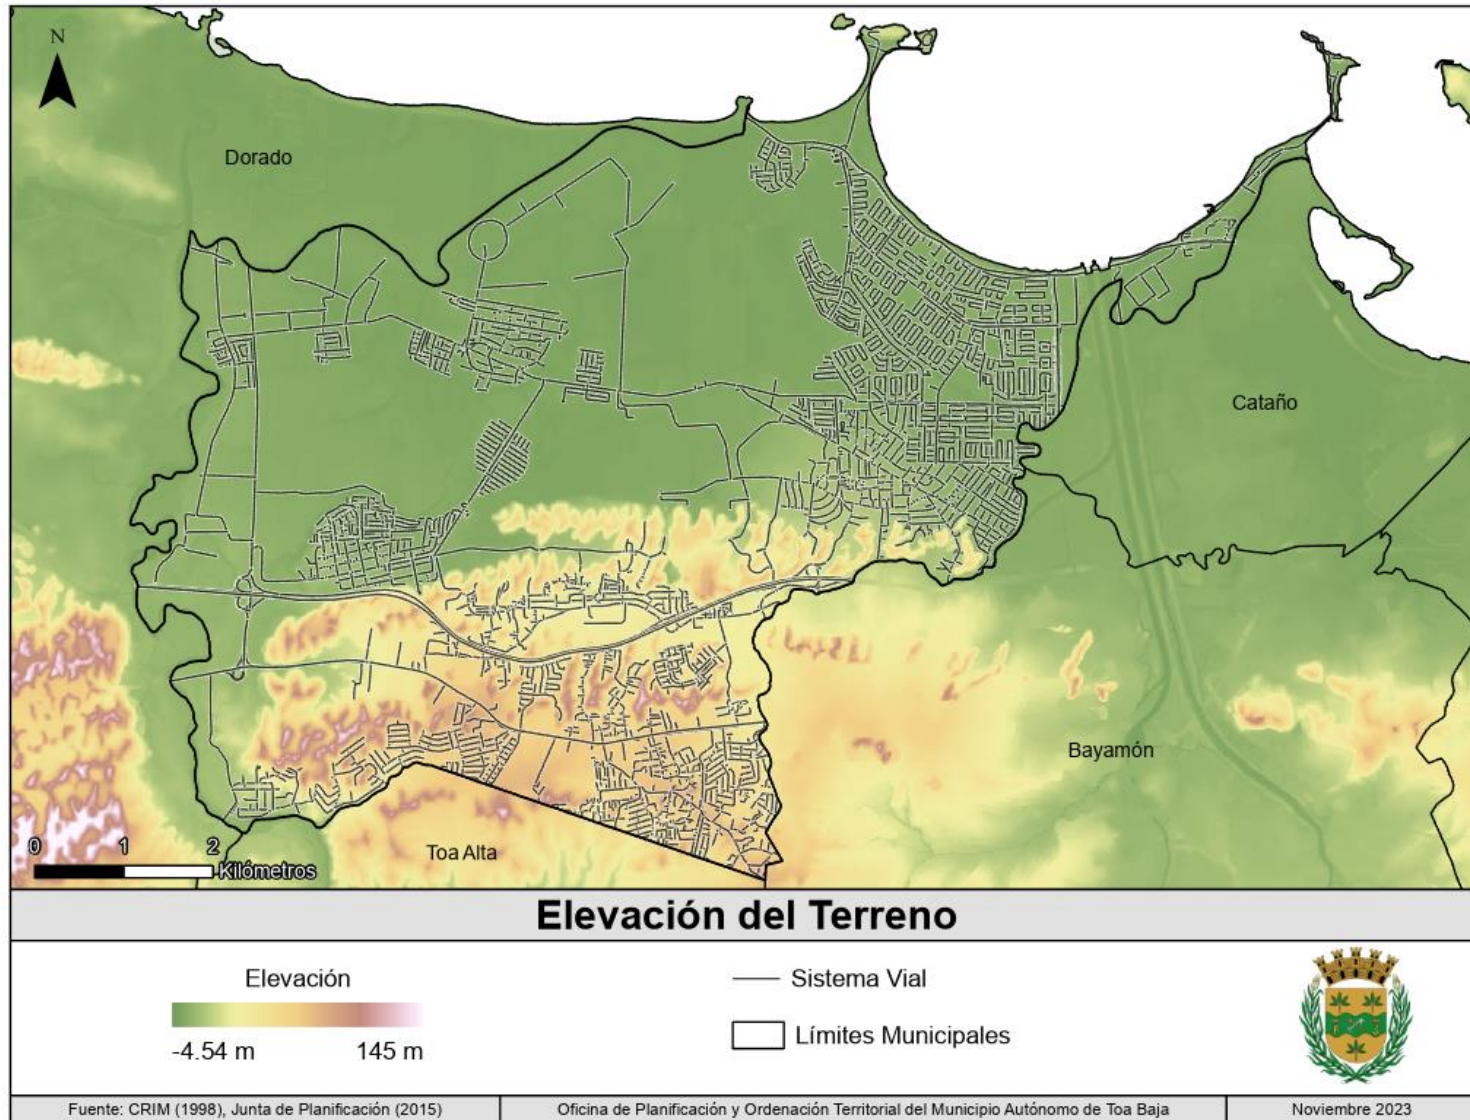 N
Dorado
Cataño
Bayamón
Toa Alta
0 1 2
Kilómetros
Elevación del Terreno
Elevación
-4.54 m 145 m
Sistema Vial
Límites Municipales
Fuente: CRIM (1998), Junta de Planificación (2015)
Oficina de Planificación y Ordenación Territorial del Municipio Autónomo de Toa Baja
Noviembre 2023